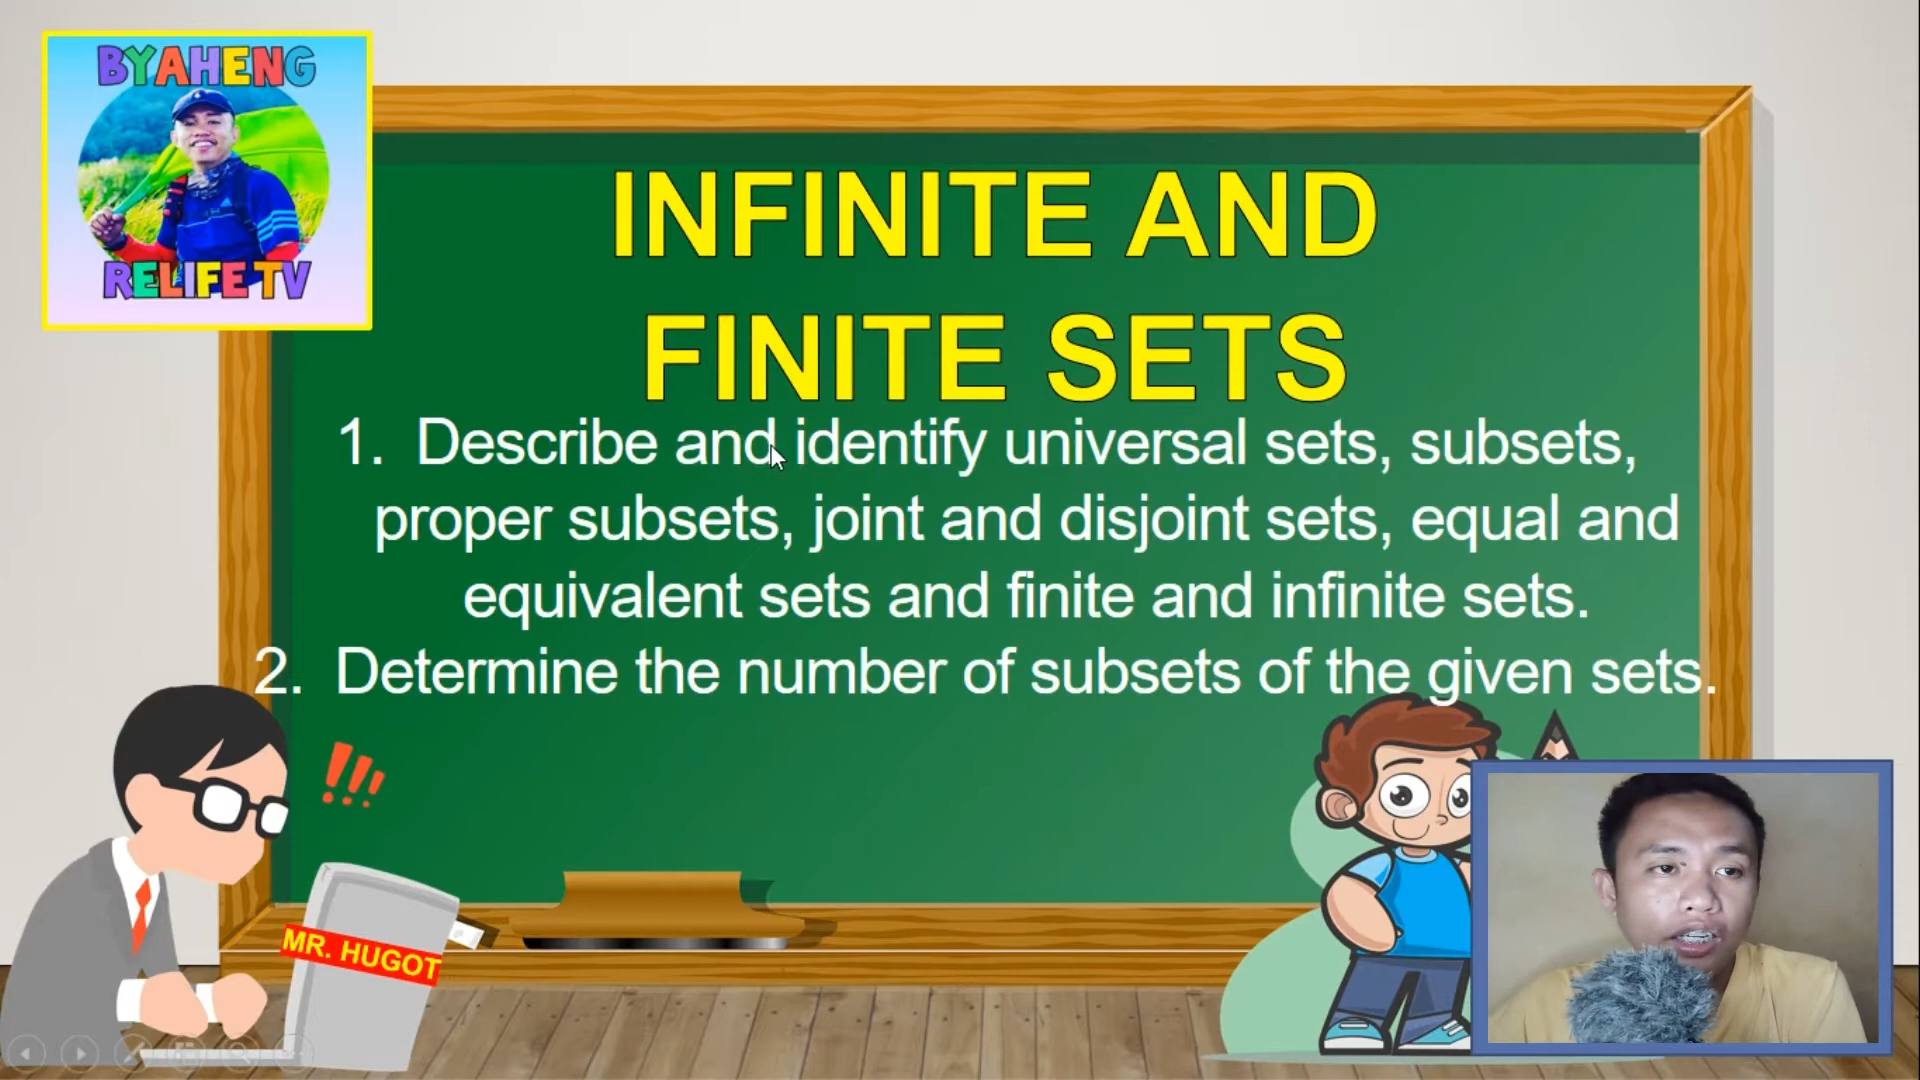 BYAHENG
RELIFE TV
INFINITE AND
FINITE SETS
1. Describe and identify universal sets, subsets,
proper subsets, joint and disjoint sets, equal and
equivalent sets and finite and infinite sets.
2. Determine the number of subsets of the given sets.
!!!
MR. HUGOT